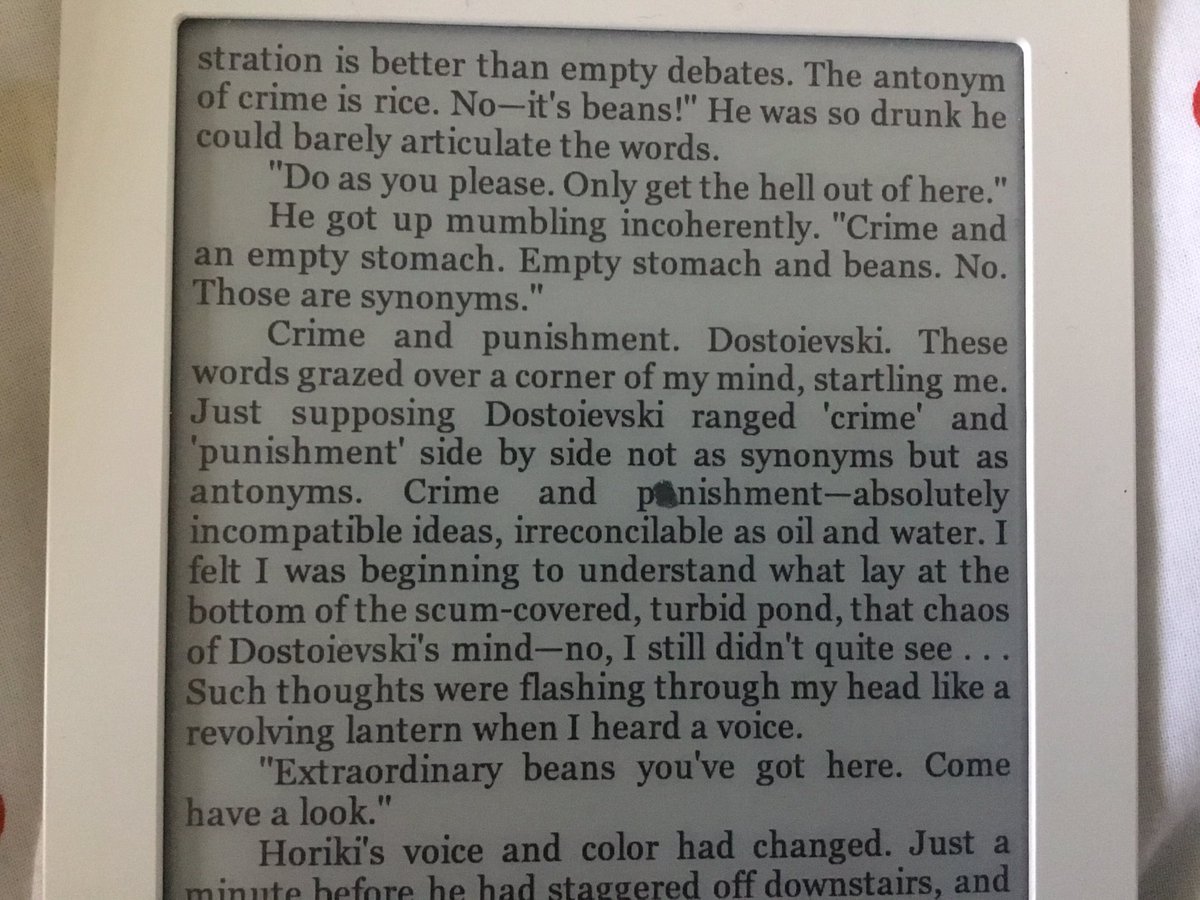 stration is better than empty debates. The antonym
of crime is rice. No—it's beans!" He was so drunk he
could barely articulate the words.
"Do as you please. Only get the hell out of here."
He got up mumbling incoherently. "Crime and
an empty stomach. Empty stomach and beans. No.
Those are synonyms."
Crime and punishment. Dostoievski. These
words grazed over a corner of my mind, startling me.
Just supposing Dostoievski ranged 'crime' and
'punishment' side by side not as synonyms but as
antonyms. Crime and punishment—absolutely
incompatible ideas, irreconcilable as oil and water. I
felt I was beginning to understand what lay at the
bottom of the scum-covered, turbid pond, that chaos
of Dostoievski's mind—no, I still didn't quite see . . .
Such thoughts were flashing through my head like a
revolving lantern when I heard a voice.
"Extraordinary beans you've got here. Come
have a look."
Horiki's voice and color had changed. Just a
minute before he had staggered off downstairs, and